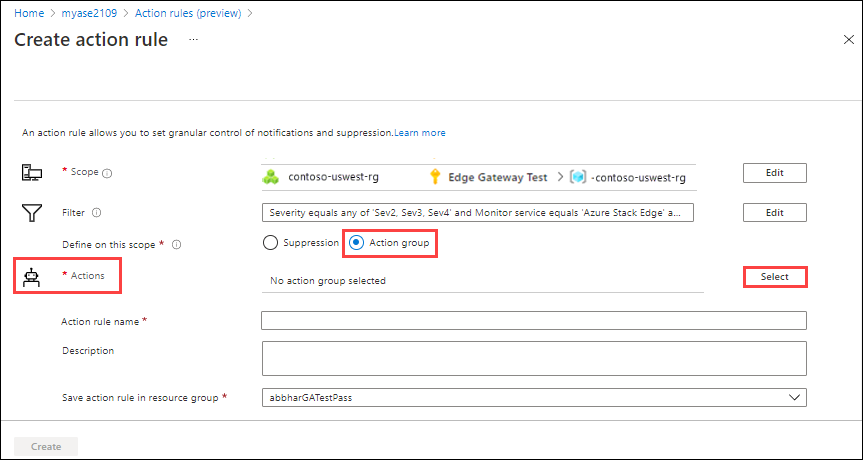 Home > myase2109 > Action rules (preview) >
Create action rule ...
An action rule allows you to set granular control of notifications and suppression.Learn more
* Scope contoso-uswest-rg Edge Gateway Test > -contoso-uswest-rg Edit
Filter Severity equals any of 'Sev2, Sev3, Sev4' and Monitor service equals 'Azure Stack Edge' a... Edit
Define on this scope * Suppression Action group
* Actions No action group selected Select
Action rule name *
Description
Save action rule in resource group * abbharGATestPass
Create